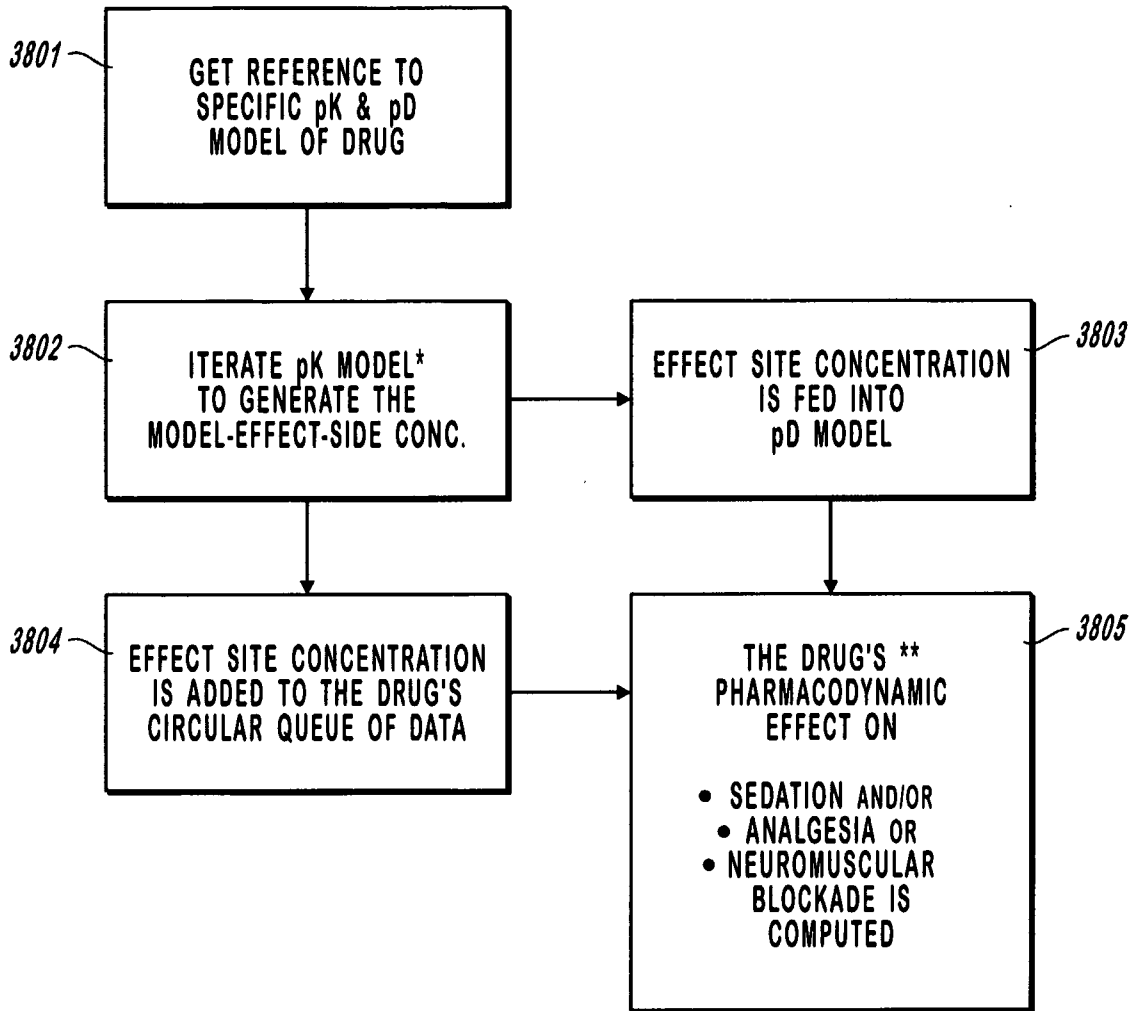 3801
GET REFERENCE TO
SPECIFIC pK & pD
MODEL OF DRUG
3802
ITERATE pK MODEL*
TO GENERATE THE
MODEL-EFFECT-SIDE CONC.
3803
EFFECT SITE CONCENTRATION
IS FED INTO
pD MODEL
3804
EFFECT SITE CONCENTRATION
IS ADDED TO THE DRUG'S
CIRCULAR QUEUE OF DATA
3805
THE DRUG'S **
PHARMACODYNAMIC
EFFECT ON
• SEDATION AND/OR
• ANALGESIA OR
• NEUROMUSCULAR
BLOCKADE IS
COMPUTED